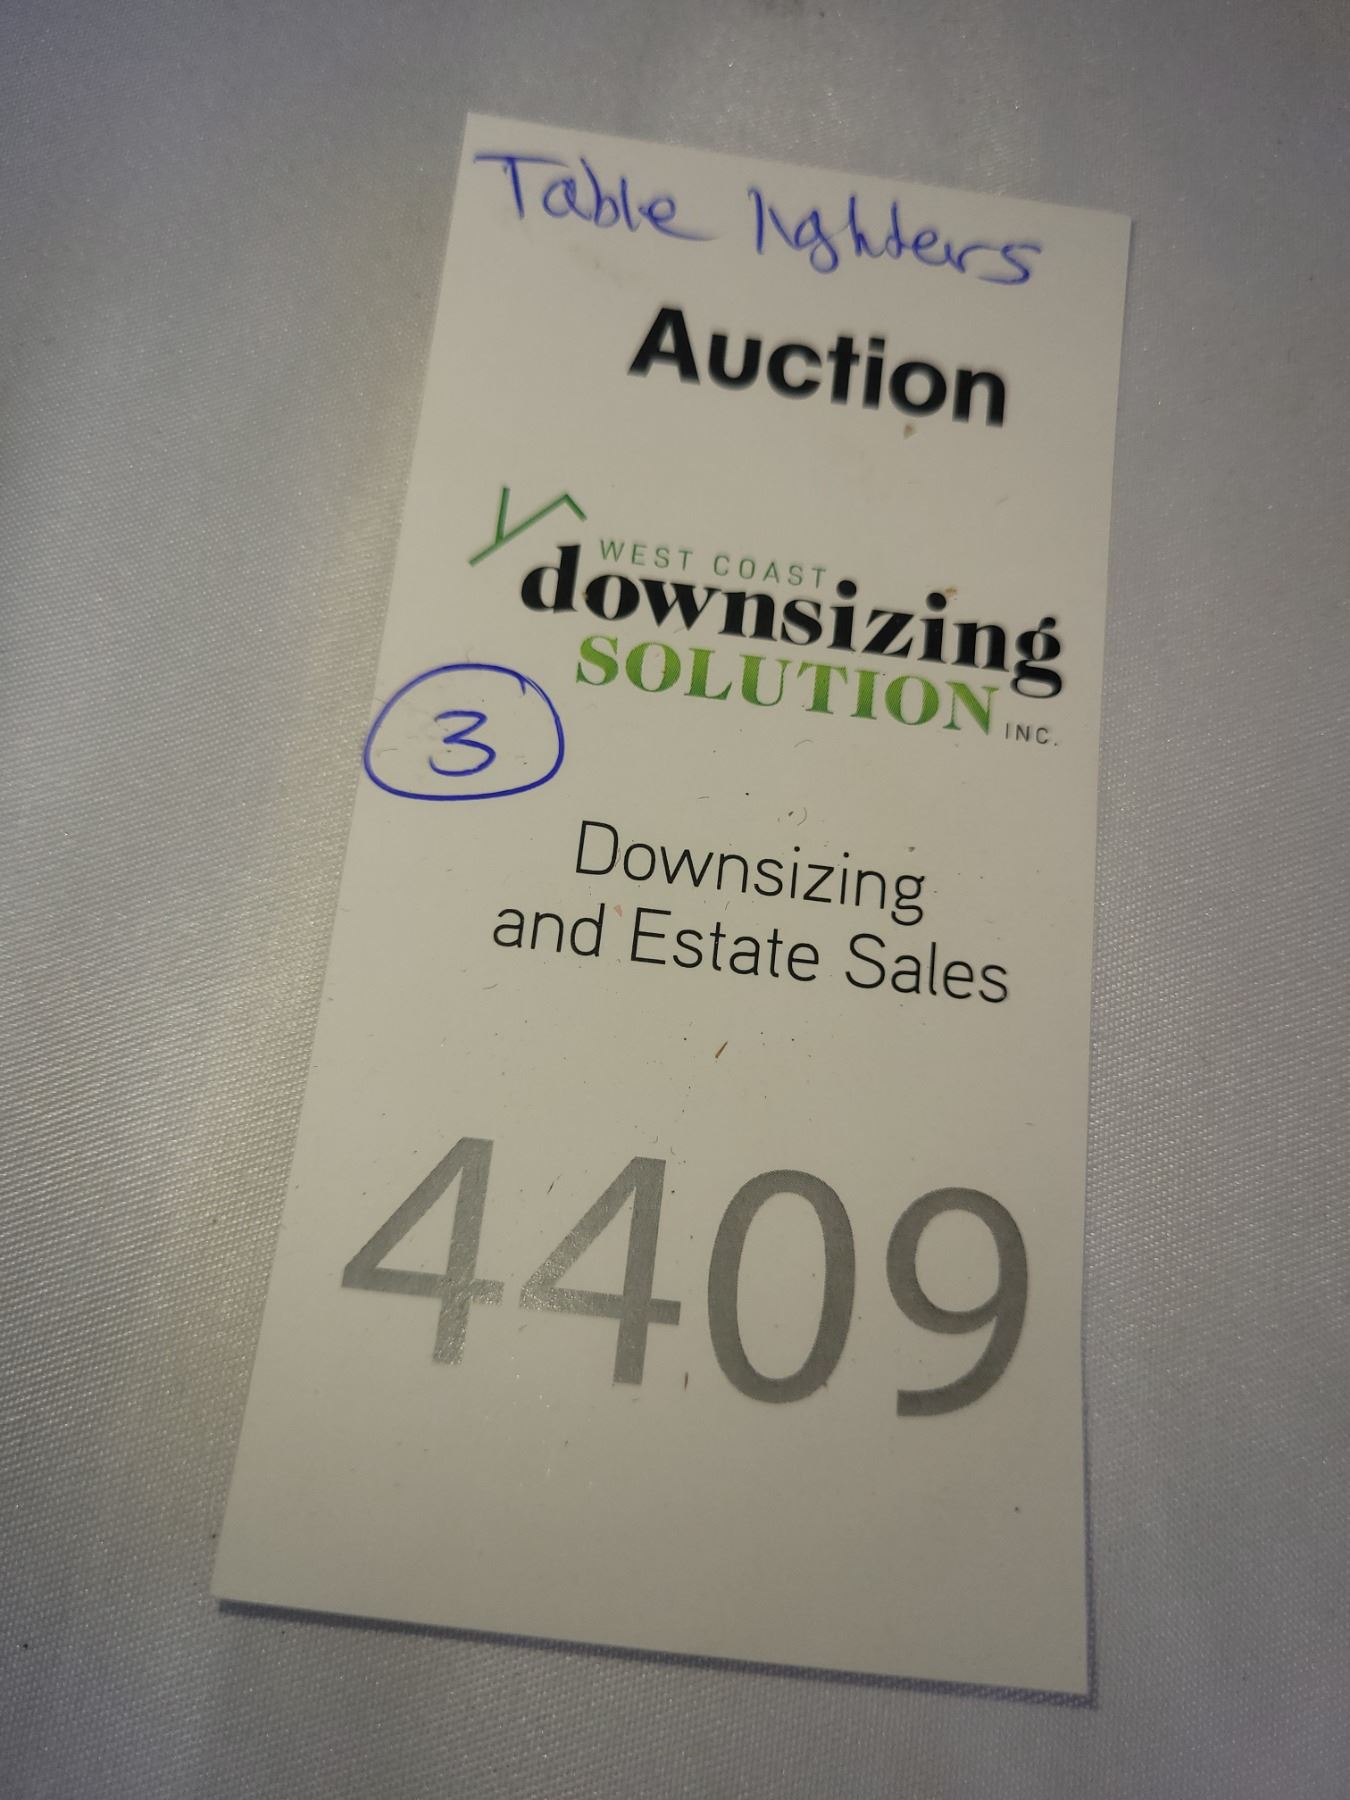 Table lighters
Auction
WEST COAST
downsizing
SOLUTION INC.
3
Downsizing
and Estate Sales
4409